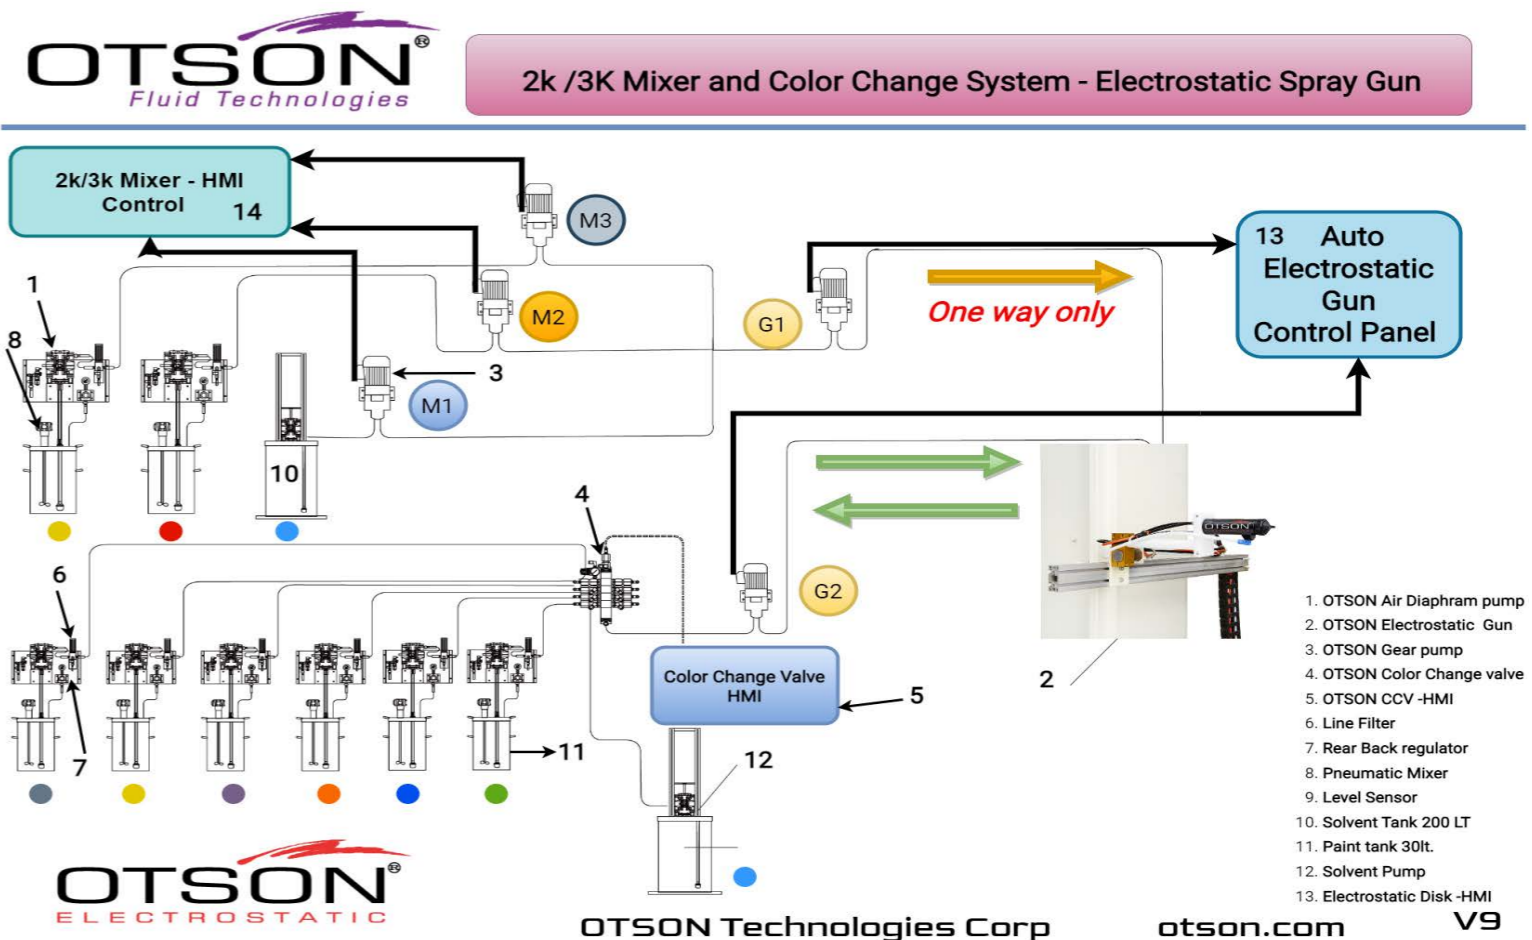 OTSON®
Fluid Technologies
2k /3K Mixer and Color Change System - Electrostatic Spray Gun
2k/3k Mixer - HMI
Control 14
M3
13 Auto
Electrostatic
Gun
Control Panel
1
M2
G1
One way only
8
3
M1
10
4
6
G2
Color Change Valve
HMI
5
2
7
11
12
1. OTSON Air Diaphram pump
2. OTSON Electrostatic Gun
3. OTSON Gear pump
4. OTSON Color Change valve
5. OTSON CCV -HMI
6. Line Filter
7. Rear Back regulator
8. Pneumatic Mixer
9. Level Sensor
10. Solvent Tank 200 LT
11. Paint tank 30lt.
12. Solvent Pump
13. Electrostatic Disk -HMI
OTSON
OTSON®
ELECTROSTATIC
OTSON Technologies Corp otson.com V9